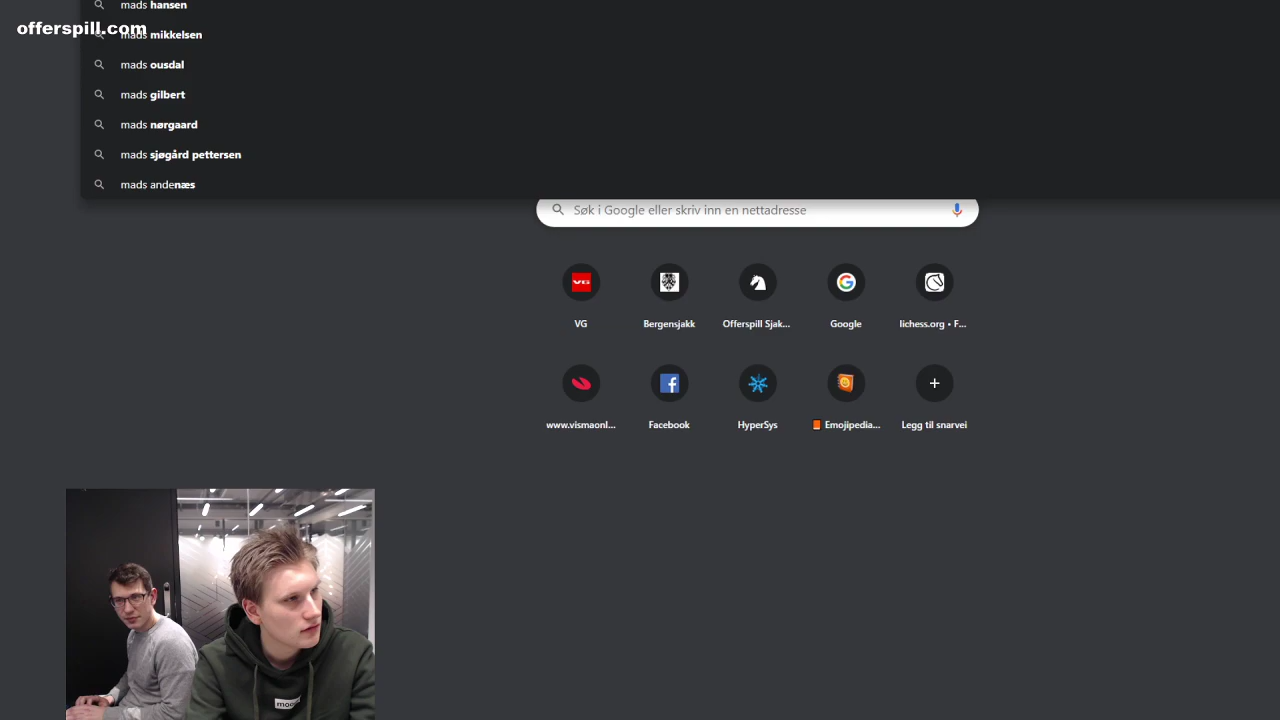 mads hansen
offerspill.com
mads mikkelsen
mads ousdal
mads gilbert
mads nørgaard
mads sjøgård pettersen
mads andenæs
Søk i Google eller skriv inn en nettadresse
VG
VG
Bergensjakk
Offerspill Sjak...
Google
lichess.org • F...
www.vismaonl...
Facebook
HyperSys
Emojipedia...
Legg til snarvei